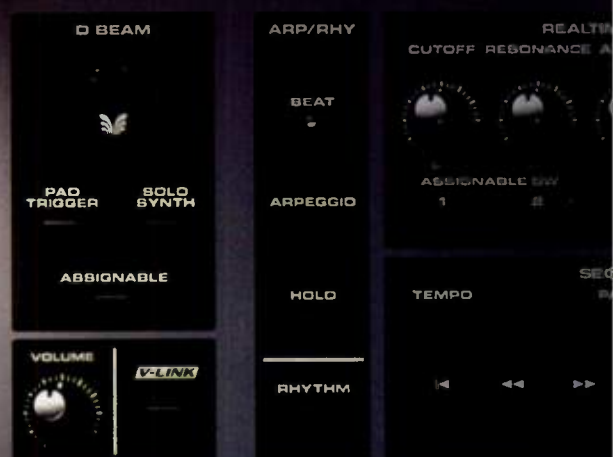 D BEAM
PAD TRIGGER
SOLO SYNTH
ASSIGNABLE
VOLUME
V-LINK
ARP/RHY
BEAT
ARPEGGIO
HOLD
RHYTHM
CUTOFF RESONANCE
ASSIGNABLE SW
1 2
TEMPO